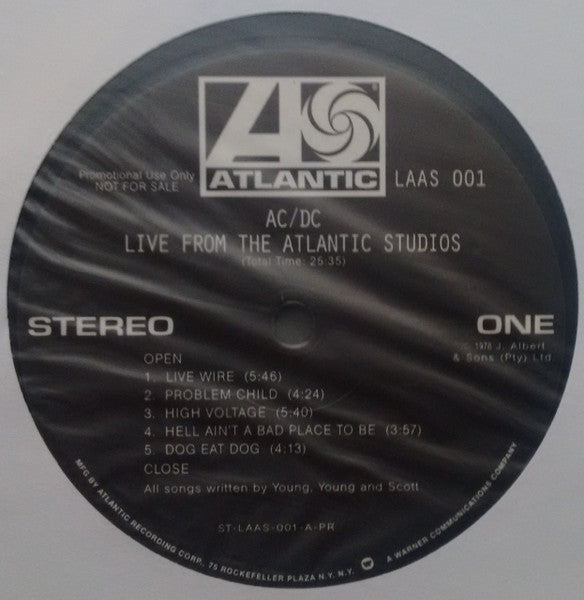 ATLANTIC
Promotional Use Only
NOT FOR SALE
LAAS 001
AC/DC
LIVE FROM THE ATLANTIC STUDIOS
(Total Time: 25:35)
STEREO
ONE
℗ 1978 J. Albert
& Sons (Pty) Ltd
OPEN
1. LIVE WIRE (5:46)
2. PROBLEM CHILD (4:24)
3. HIGH VOLTAGE (5:40)
4. HELL AIN'T A BAD PLACE TO BE (3:57)
5. DOG EAT DOG (4:13)
CLOSE
All songs written by Young, Young and Scott
ST-LAAS-001-A-PR
MFG BY ATLANTIC RECORDING CORP. 75 ROCKEFELLER PLAZA N.Y. N.Y.
A WARNER COMMUNICATIONS COMPANY